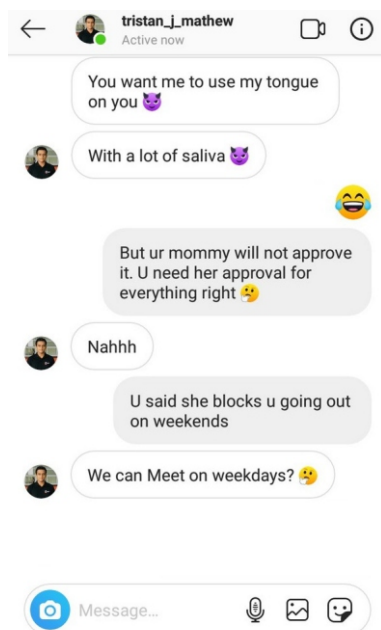 tristan_j_mathew
Active now
You want me to use my tongue
on you 😈
With a lot of saliva 😈
😂
But ur mommy will not approve
it. U need her approval for
everything right 🤔
Nahhh
U said she blocks u going out
on weekends
We can Meet on weekdays? 🤔
Message...